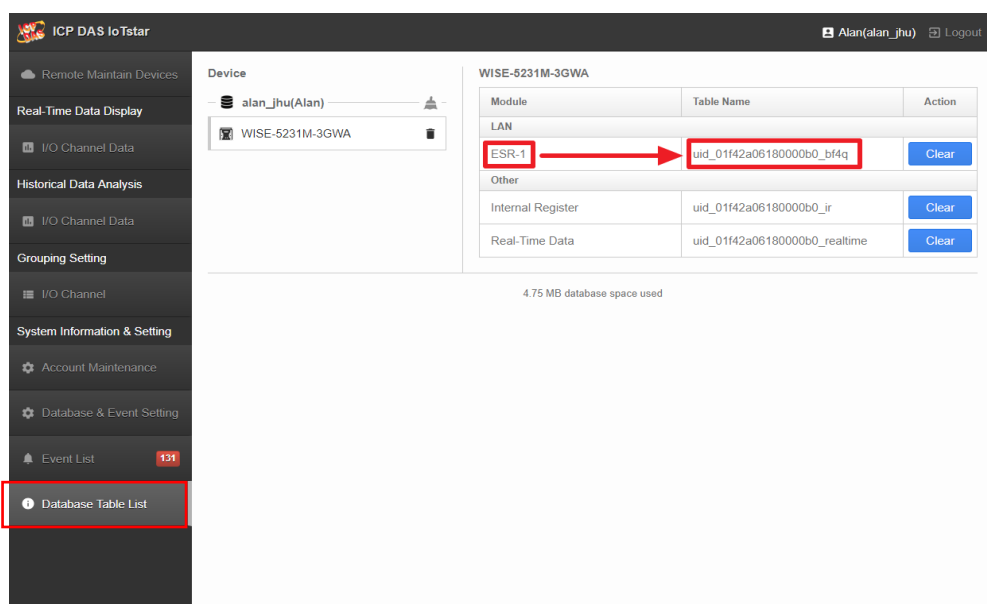 ICP DAS IoTstar
Alan(alan_jhu) Logout
Remote Maintain Devices
Real-Time Data Display
I/O Channel Data
Historical Data Analysis
I/O Channel Data
Grouping Setting
I/O Channel
System Information & Setting
Account Maintenance
Database & Event Setting
Event List 131
Database Table List
Device
alan_jhu(Alan)
WISE-5231M-3GWA
WISE-5231M-3GWA
Module Table Name Action
LAN
ESR-1 uid_01f42a06180000b0_bf4q Clear
Other
Internal Register uid_01f42a06180000b0_ir Clear
Real-Time Data uid_01f42a06180000b0_realtime Clear
4.75 MB database space used